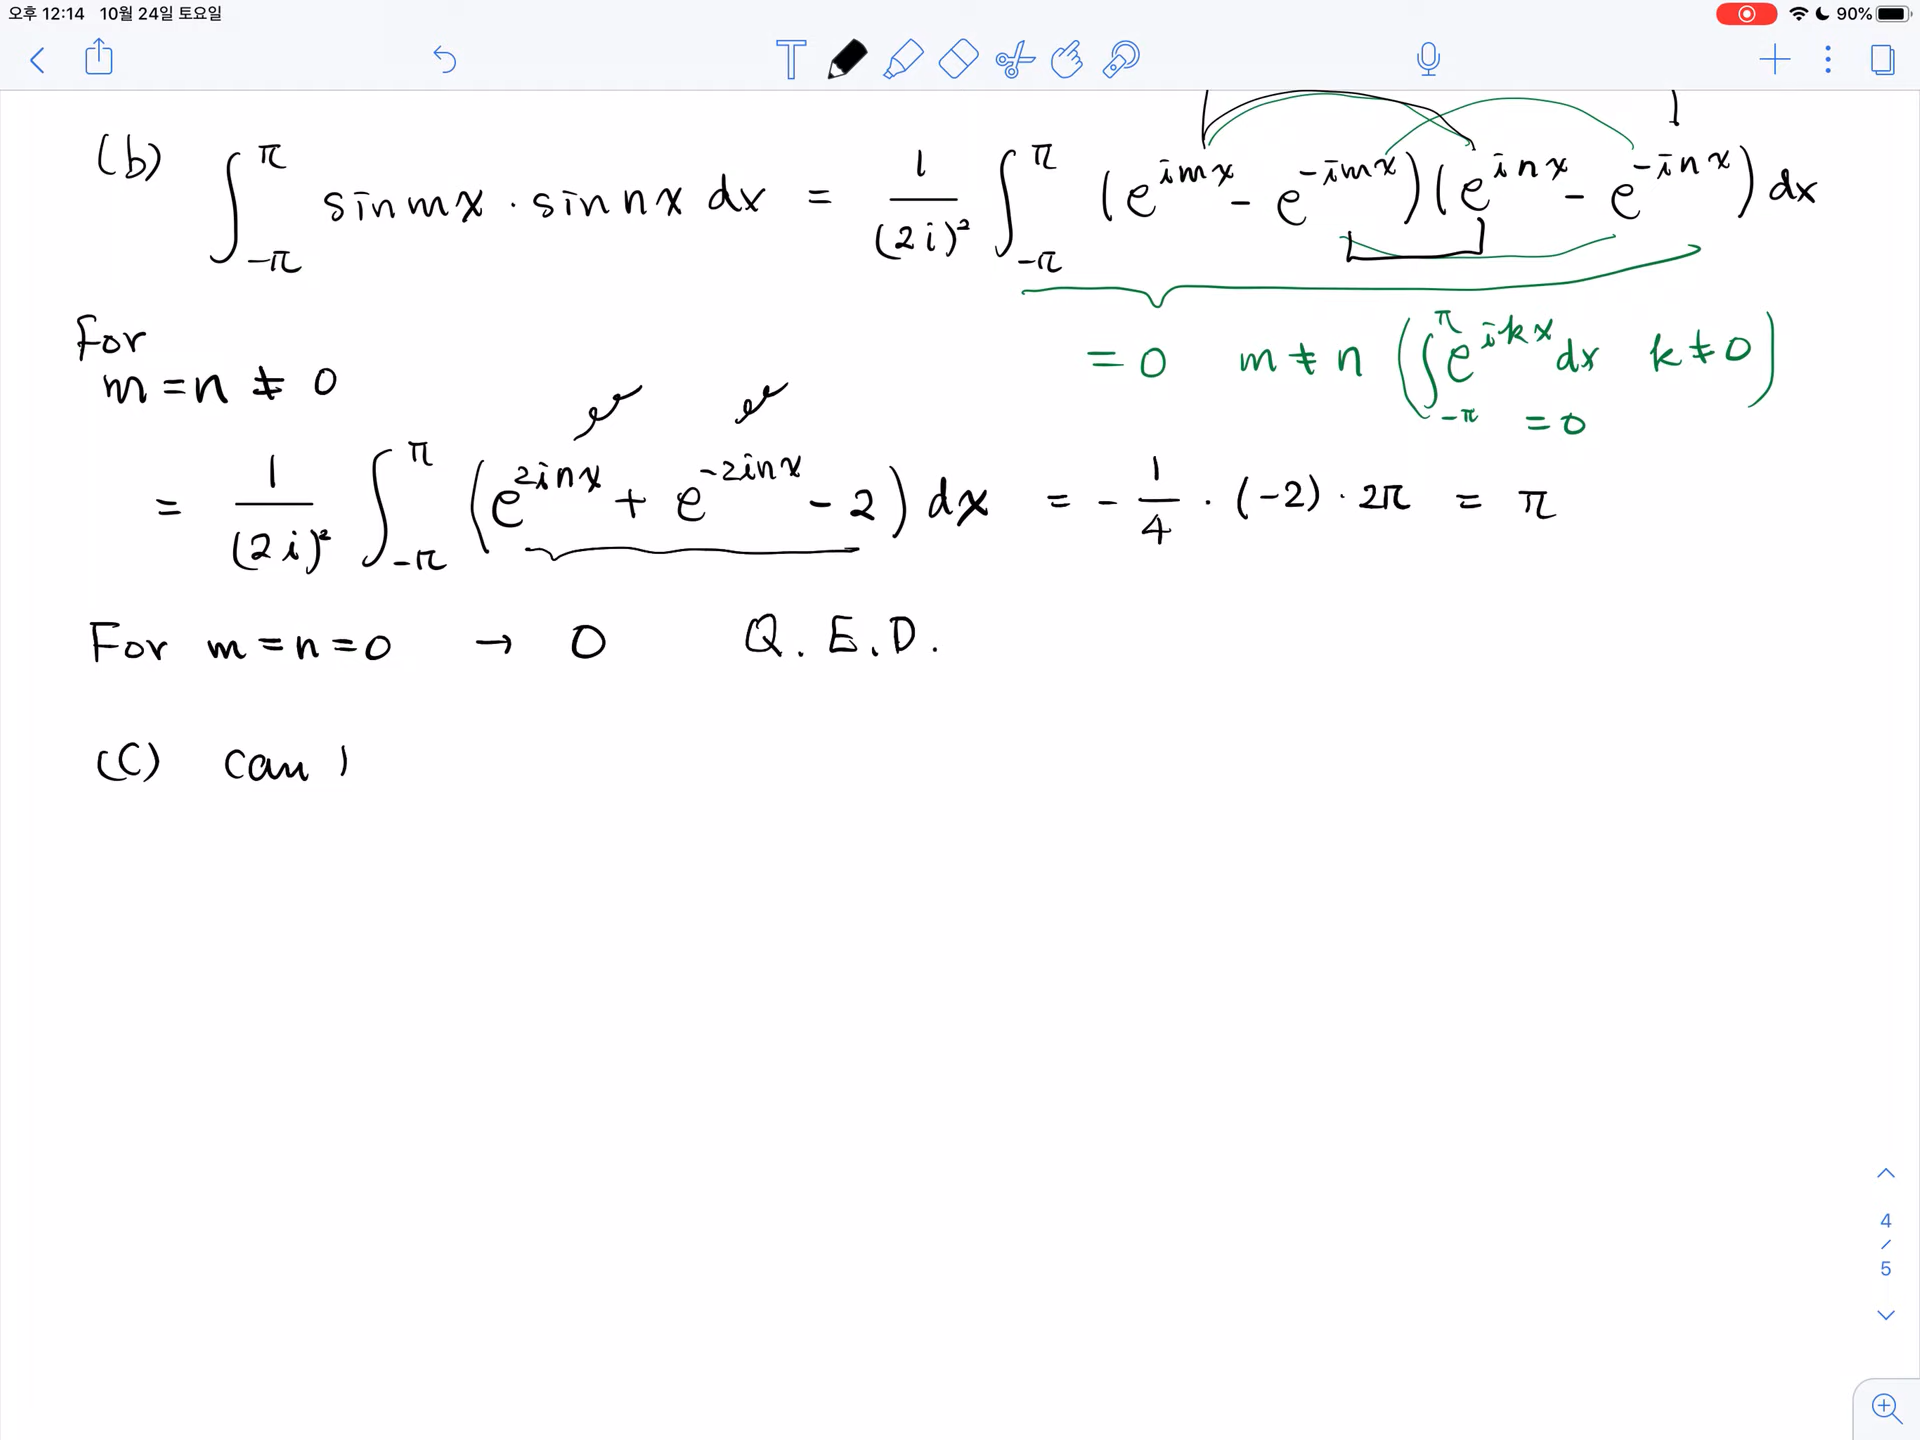 오후 12:14 10월 24일 토요일 90%
T
(b) ∫_{-π}^{π} sin mx · sin nx dx = 1/(2i)² ∫_{-π}^{π} (e^{imx} - e^{-imx})(e^{inx} - e^{-inx}) dx
= 0 m ≠ n (∫_{-π}^{π} e^{ikx} dx k ≠ 0)
= 0
For
m = n ≠ 0
= 1/(2i)² ∫_{-π}^{π} (e^{2inx} + e^{-2inx} - 2) dx = - 1/4 · (-2) · 2π = π
For m = n = 0 → 0 Q.E.D.
(C) can
4
/
5